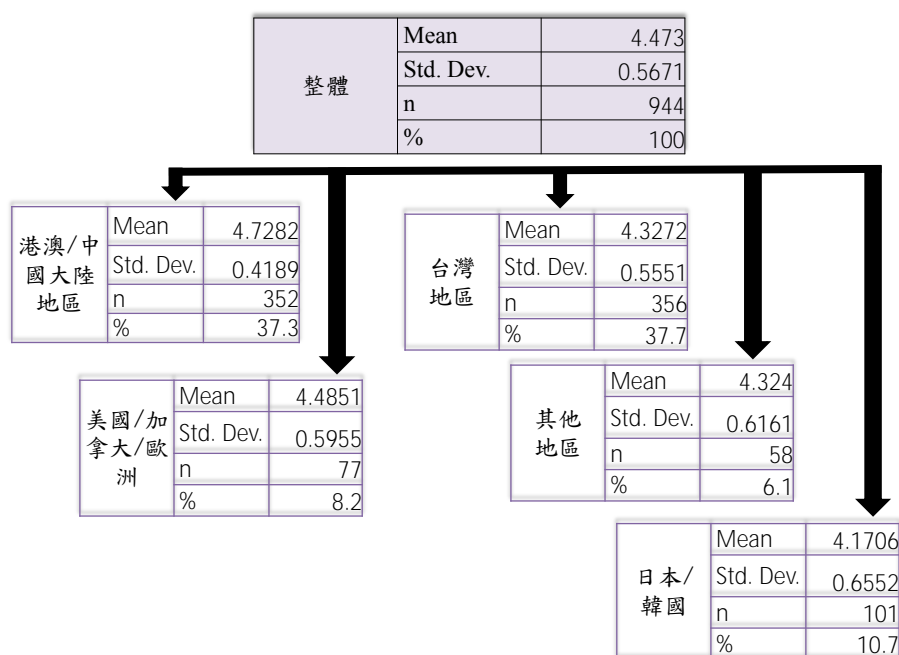 整體
Mean 4.473
Std. Dev. 0.5671
n 944
% 100
港澳/中
國大陸
地區
Mean 4.7282
Std. Dev. 0.4189
n 352
% 37.3
台灣
地區
Mean 4.3272
Std. Dev. 0.5551
n 356
% 37.7
美國/加
拿大/歐
洲
Mean 4.4851
Std. Dev. 0.5955
n 77
% 8.2
其他
地區
Mean 4.324
Std. Dev. 0.6161
n 58
% 6.1
日本/
韓國
Mean 4.1706
Std. Dev. 0.6552
n 101
% 10.7